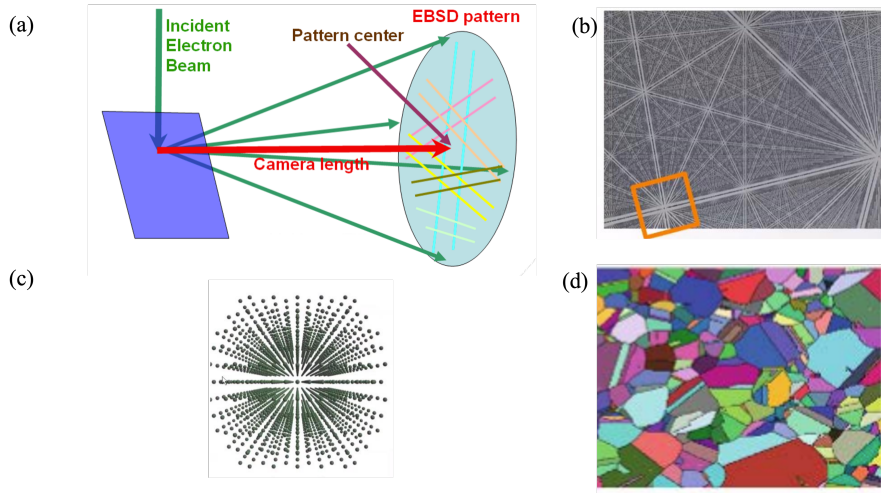 (a)
Incident
Electron
Beam
Pattern center
EBSD pattern
Camera length
(b)
(c)
(d)